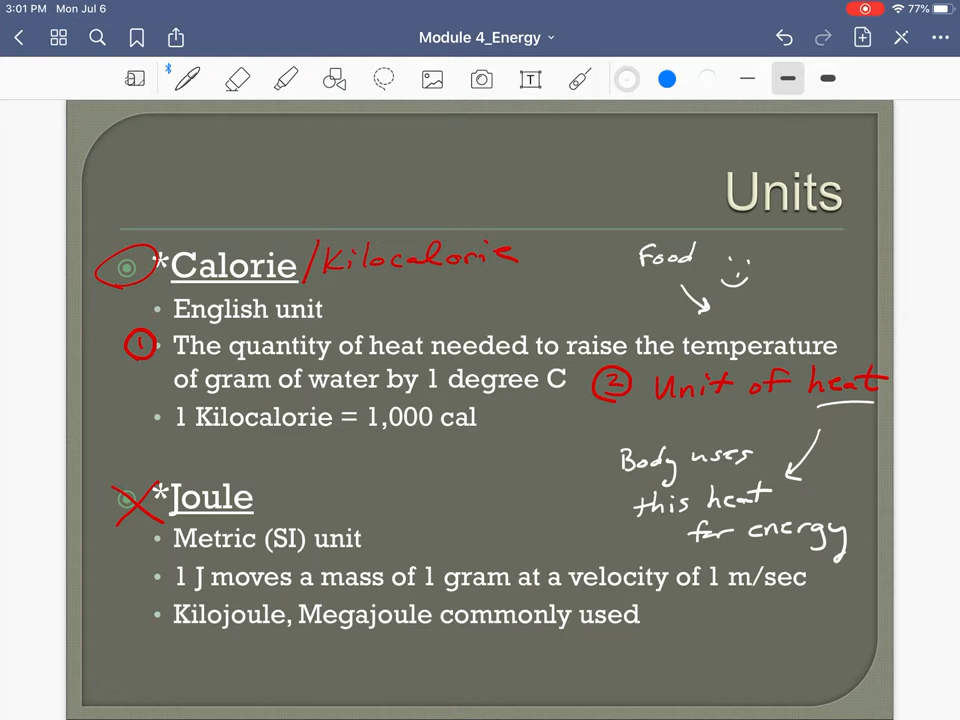 3:01 PM Mon Jul 6
77%
Module 4_Energy
T
Units
*Calorie /Kilocalorie
Food
• English unit
① • The quantity of heat needed to raise the temperature
of gram of water by 1 degree C
② Unit of heat
• 1 Kilocalorie = 1,000 cal
Body uses
this heat
for energy
*Joule
• Metric (SI) unit
• 1 J moves a mass of 1 gram at a velocity of 1 m/sec
• Kilojoule, Megajoule commonly used